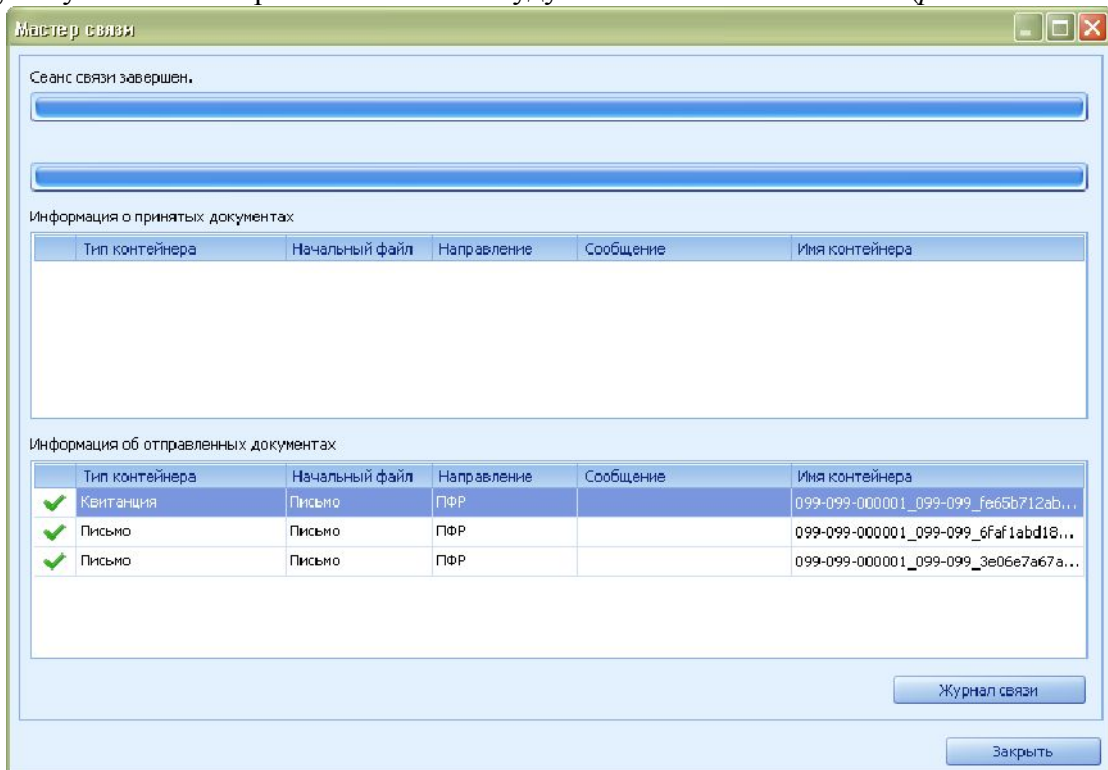 Мастер связи
Сеанс связи завершен.
Информация о принятых документах
Тип контейнера Начальный файл Направление Сообщение Имя контейнера
Информация об отправленных документах
Тип контейнера Начальный файл Направление Сообщение Имя контейнера
Квитанция Письмо ПФР 099-099-000001_099-099_fe65b712ab...
Письмо Письмо ПФР 099-099-000001_099-099_6faf1abd18...
Письмо Письмо ПФР 099-099-000001_099-099_3e06e7a67a...
Журнал связи
Закрыть